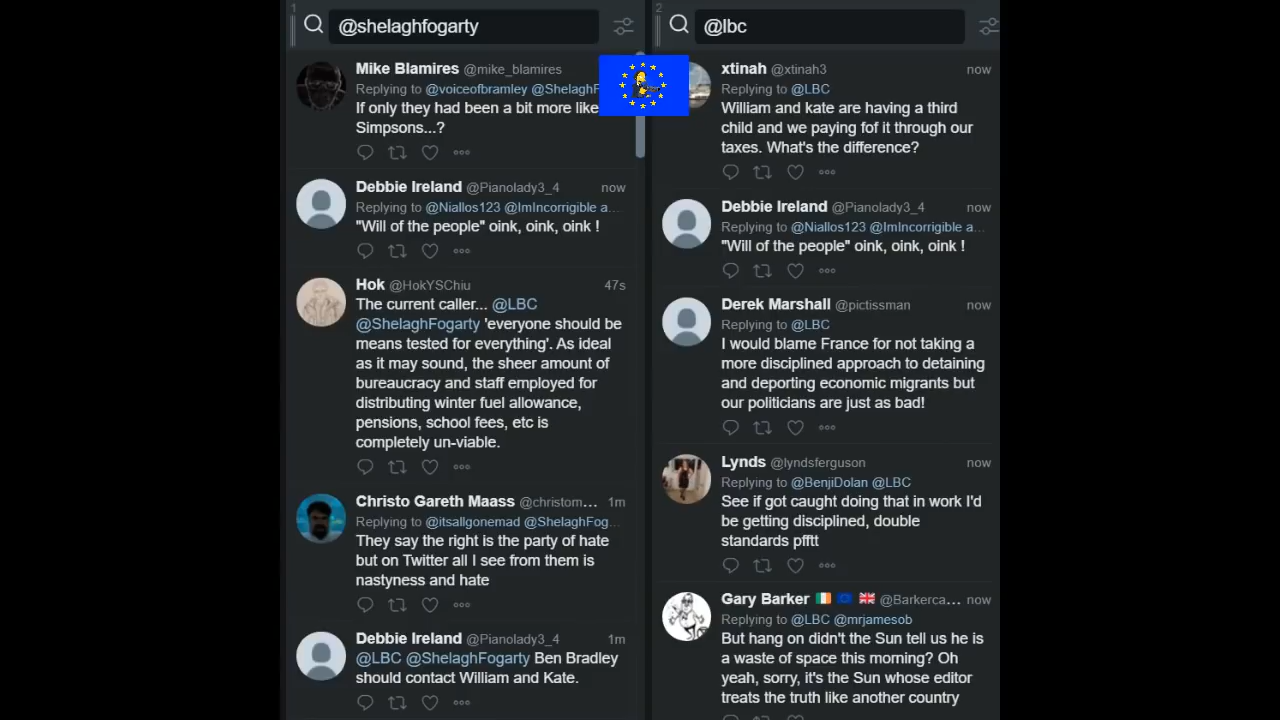 1
@shelaghfogarty
Mike Blamires @mike_blamires
Replying to @voiceofbramley @ShelaghF
If only they had been a bit more like
Simpsons...?
Debbie Ireland @Pianolady3_4 now
Replying to @Niallos123 @ImIncorrigible a...
"Will of the people" oink, oink, oink !
Hok @HokYSChiu 47s
The current caller... @LBC
@ShelaghFogarty 'everyone should be
means tested for everything'. As ideal
as it may sound, the sheer amount of
bureaucracy and staff employed for
distributing winter fuel allowance,
pensions, school fees, etc is
completely un-viable.
Christo Gareth Maass @christom... 1m
Replying to @itsallgonemad @ShelaghFog...
They say the right is the party of hate
but on Twitter all I see from them is
nastyness and hate
Debbie Ireland @Pianolady3_4 1m
@LBC @ShelaghFogarty Ben Bradley
should contact William and Kate.
2
@lbc
xtinah @xtinah3 now
Replying to @LBC
William and kate are having a third
child and we paying fof it through our
taxes. What's the difference?
Debbie Ireland @Pianolady3_4 now
Replying to @Niallos123 @ImIncorrigible a...
"Will of the people" oink, oink, oink !
Derek Marshall @pictissman now
Replying to @LBC
I would blame France for not taking a
more disciplined approach to detaining
and deporting economic migrants but
our politicians are just as bad!
Lynds @lyndsferguson now
Replying to @BenjiDolan @LBC
See if got caught doing that in work I'd
be getting disciplined, double
standards pfftt
Gary Barker @Barkerca... now
Replying to @LBC @mrjamesob
But hang on didn't the Sun tell us he is
a waste of space this morning? Oh
yeah, sorry, it's the Sun whose editor
treats the truth like another country